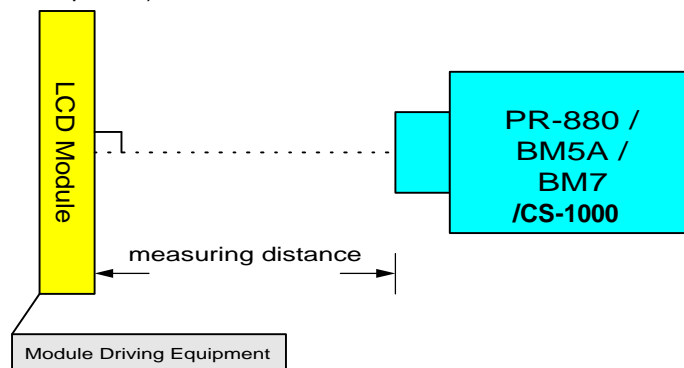 LCD Module
PR-880 /
BM5A /
BM7
/CS-1000
measuring distance
Module Driving Equipment